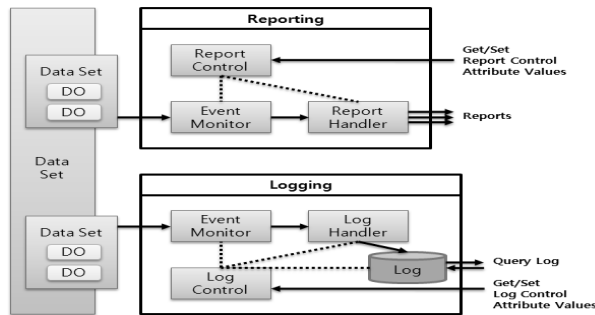 Reporting
Data Set
DO
DO
Report
Control
Get/Set
Report Control
Attribute Values
Event
Monitor
Report
Handler
Reports
Data
Set
Logging
Data Set
DO
DO
Event
Monitor
Log
Handler
Log
Query Log
Log
Control
Get/Set
Log Control
Attribute Values